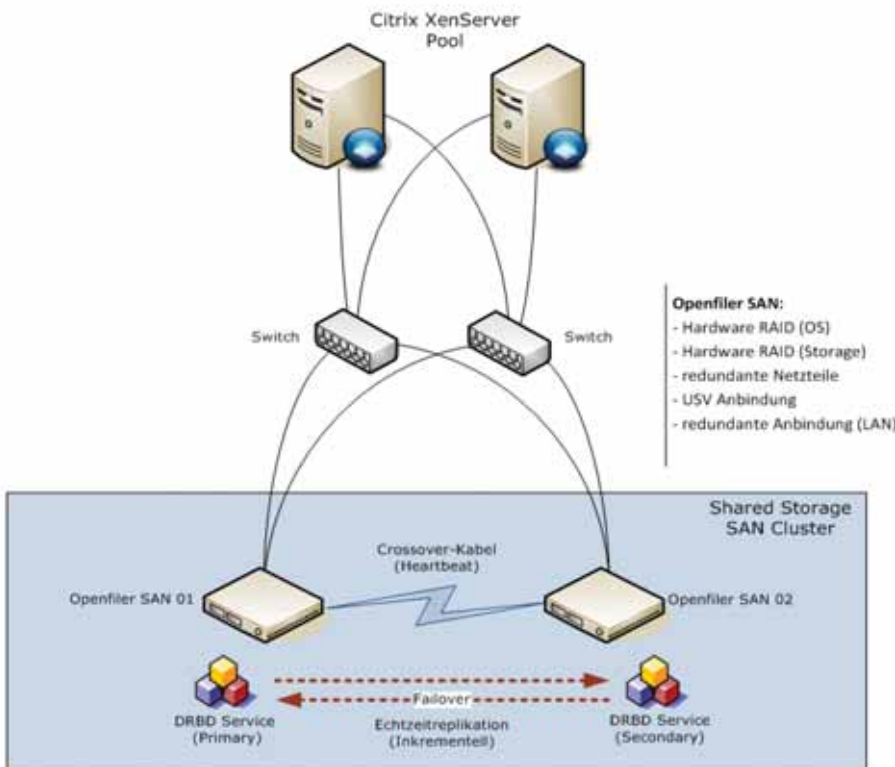 Citrix XenServer
Pool
Switch
Switch
Openfiler SAN:
- Hardware RAID (OS)
- Hardware RAID (Storage)
- redundante Netzteile
- USV Anbindung
- redundante Anbindung (LAN)
Shared Storage
SAN Cluster
Crossover-Kabel
(Heartbeat)
Openfiler SAN 01
Openfiler SAN 02
Failover
DRBD Service
(Primary)
Echtzeitreplikation
(Inkrementell)
DRBD Service
(Secondary)